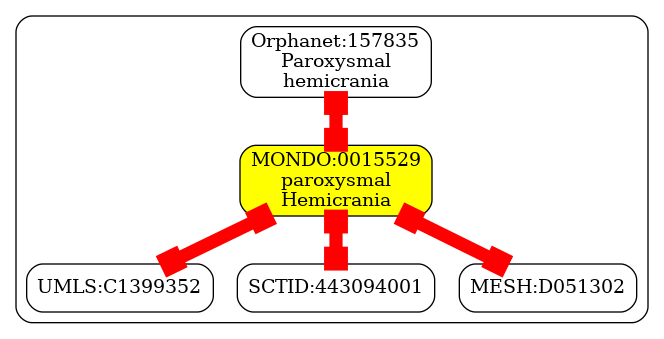 Orphanet:157835
Paroxysmal
hemicrania
MONDO:0015529
paroxysmal
Hemicrania
UMLS:C1399352
SCTID:443094001
MESH:D051302